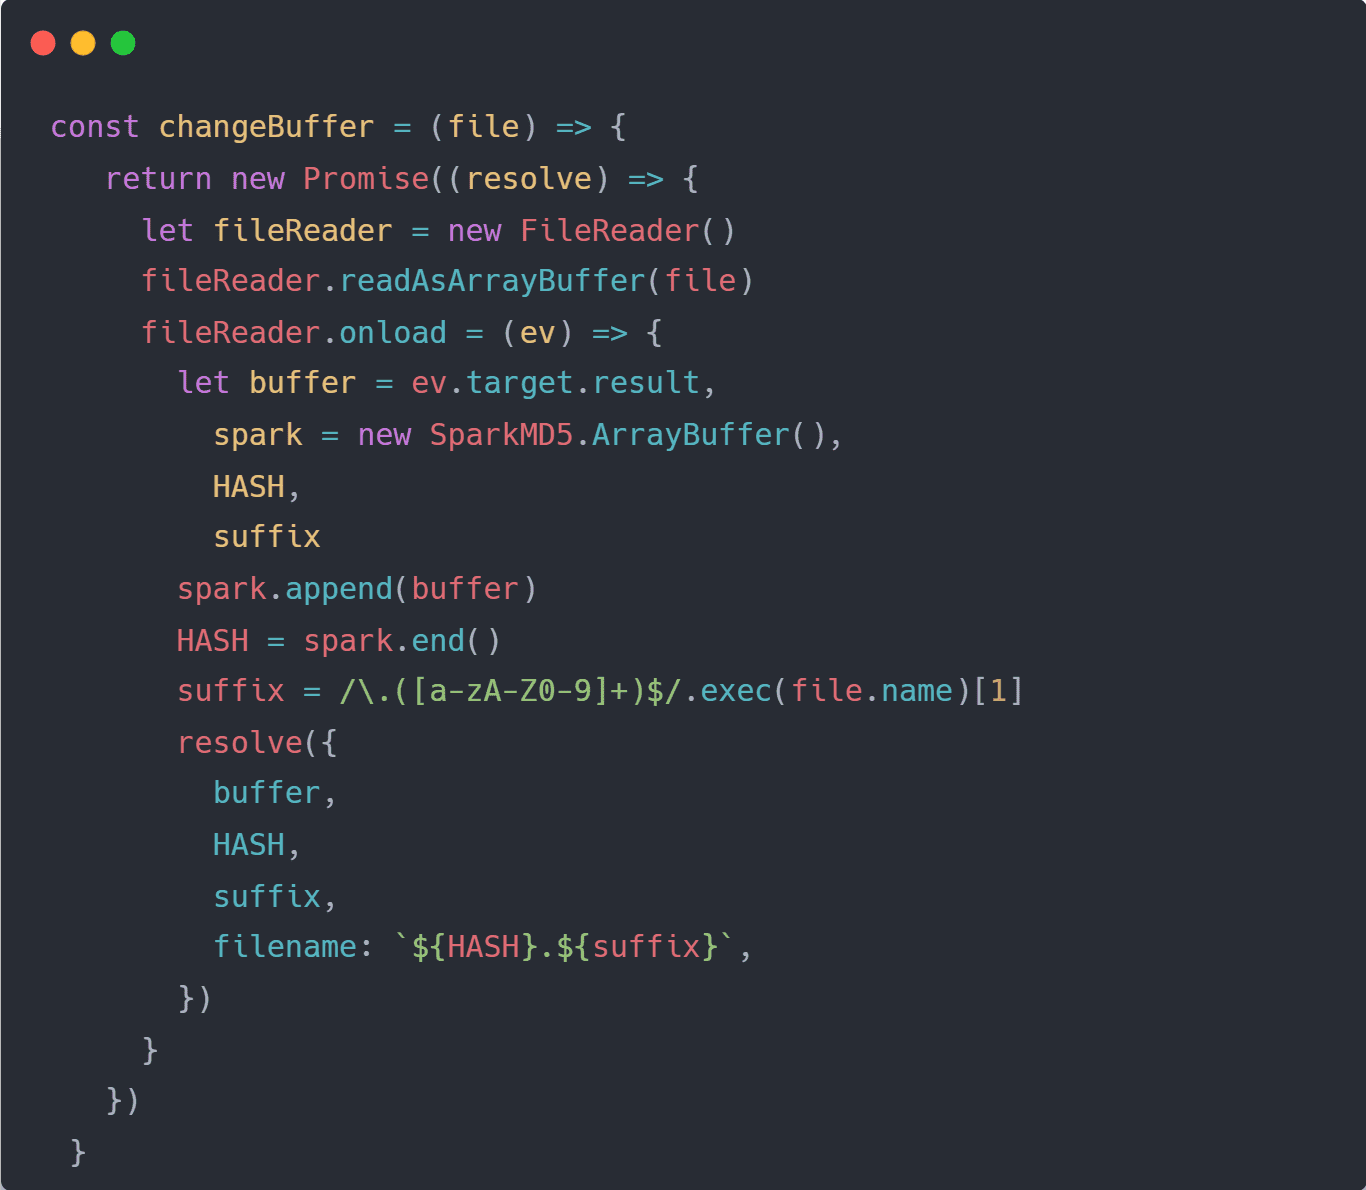 const changeBuffer = (file) => {
   return new Promise((resolve) => {
     let fileReader = new FileReader()
     fileReader.readAsArrayBuffer(file)
     fileReader.onload = (ev) => {
       let buffer = ev.target.result,
         spark = new SparkMD5.ArrayBuffer(),
         HASH,
         suffix
       spark.append(buffer)
       HASH = spark.end()
       suffix = /\.([a-zA-Z0-9]+)$/.exec(file.name)[1]
       resolve({
         buffer,
         HASH,
         suffix,
         filename: `${HASH}.${suffix}`,
       })
     }
   })
 }